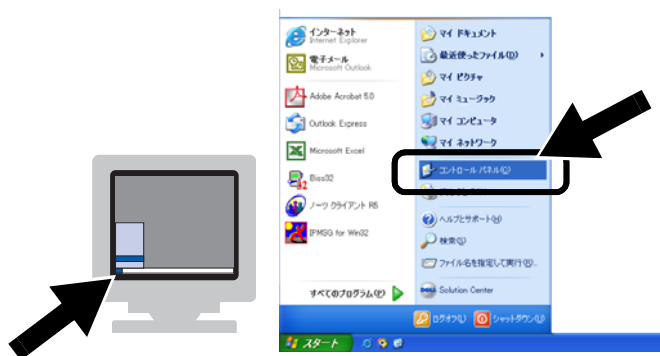 インターネット
Internet Explorer
電子メール
Microsoft Outlook
Adobe Acrobat 5.0
Outlook Express
Microsoft Excel
Biss32
ノーツ クライアント R5
IPMSG for Win32
すべてのプログラム(P)
マイ ドキュメント
最近使ったファイル(D)
マイ ピクチャ
マイ ミュージック
マイ コンピュータ
マイ ネットワーク
コントロール パネル(C)
ヘルプとサポート(H)
検索(S)
ファイル名を指定して実行(R)...
DELL Solution Center
ログオフ(L)
シャットダウン(U)
スタート